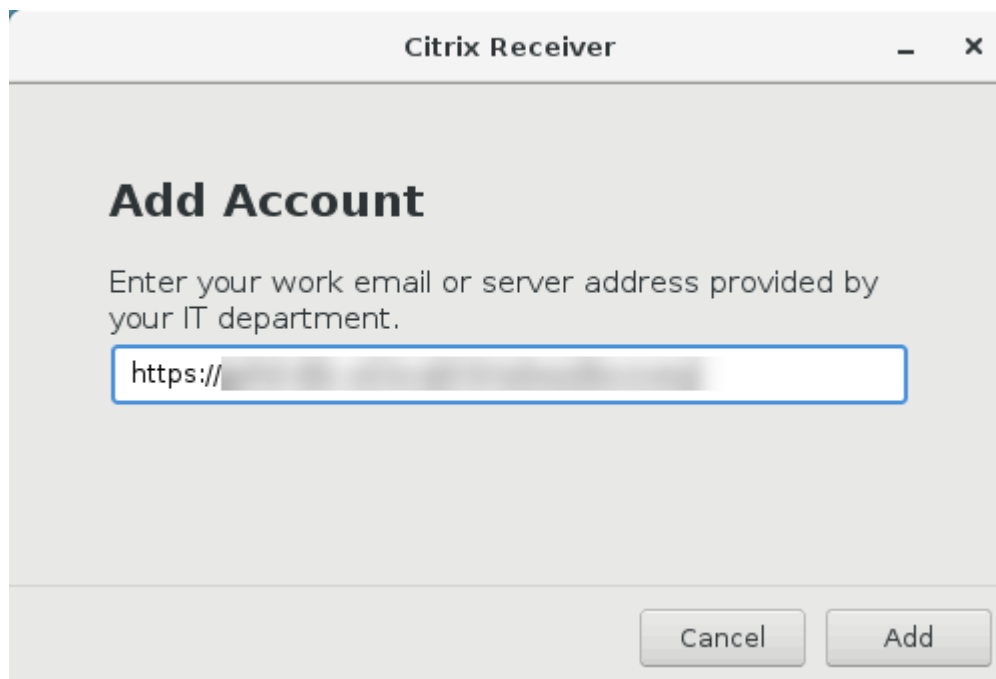 Citrix Receiver
Add Account
Enter your work email or server address provided by
your IT department.
https://
Cancel
Add